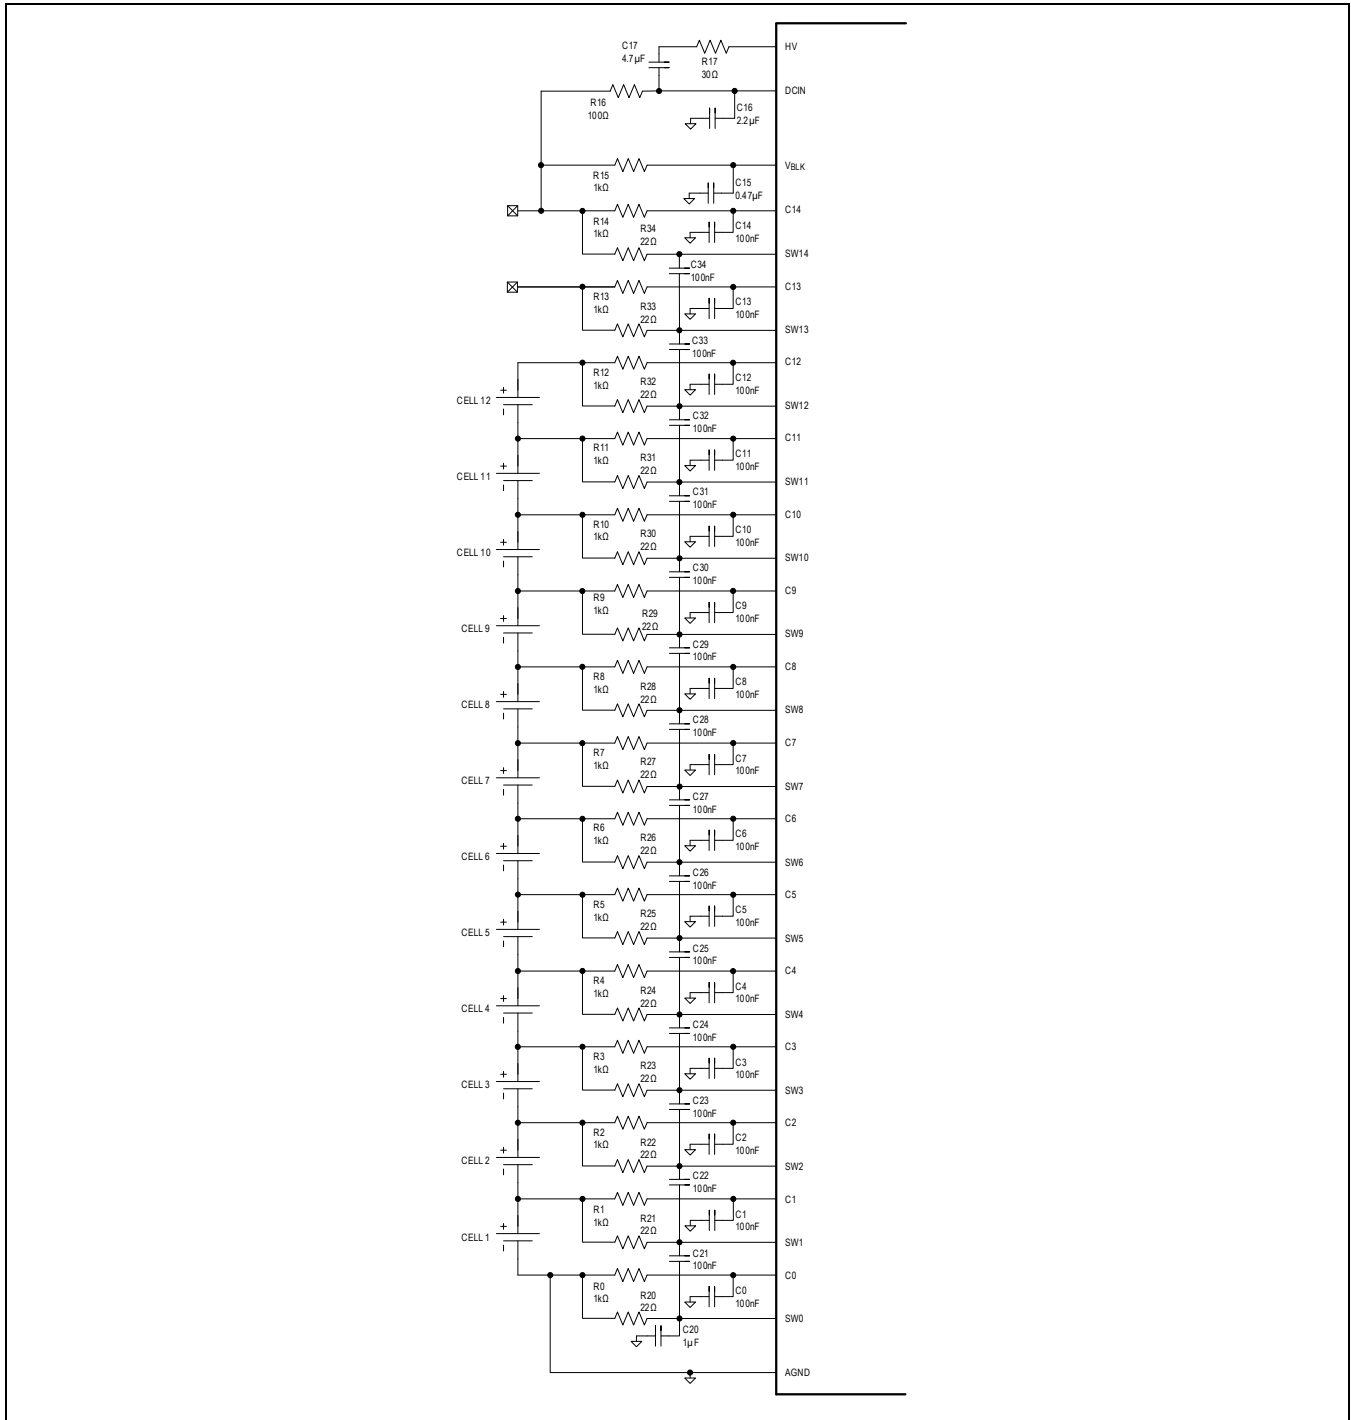 C17
4.7µF
R17
30Ω
HV
R16
100Ω
C16
2.2µF
DCIN
R15
1kΩ
C15
0.47µF
VBLK
R14
1kΩ
R34
22Ω
C14
100nF
C14
SW14
C34
100nF
R13
1kΩ
R33
22Ω
C13
100nF
C13
SW13
C33
100nF
CELL 12
+
R12
1kΩ
R32
22Ω
C12
100nF
C12
SW12
C32
100nF
CELL 11
+
R11
1kΩ
R31
22Ω
C11
100nF
C11
SW11
C31
100nF
CELL 10
+
R10
1kΩ
R30
22Ω
C10
100nF
C10
SW10
C30
100nF
CELL 9
+
R9
1kΩ
R29
22Ω
C9
100nF
C9
SW9
C29
100nF
CELL 8
+
R8
1kΩ
R28
22Ω
C8
100nF
C8
SW8
C28
100nF
CELL 7
+
R7
1kΩ
R27
22Ω
C7
100nF
C7
SW7
C27
100nF
CELL 6
+
R6
1kΩ
R26
22Ω
C6
100nF
C6
SW6
C26
100nF
CELL 5
+
R5
1kΩ
R25
22Ω
C5
100nF
C5
SW5
C25
100nF
CELL 4
+
R4
1kΩ
R24
22Ω
C4
100nF
C4
SW4
C24
100nF
CELL 3
+
R3
1kΩ
R23
22Ω
C3
100nF
C3
SW3
C23
100nF
CELL 2
+
R2
1kΩ
R22
22Ω
C2
100nF
C2
SW2
C22
100nF
CELL 1
+
R1
1kΩ
R21
22Ω
C1
100nF
C1
SW1
C21
100nF
R0
1kΩ
R20
22Ω
C0
100nF
C0
SW0
C20
1µF
AGND